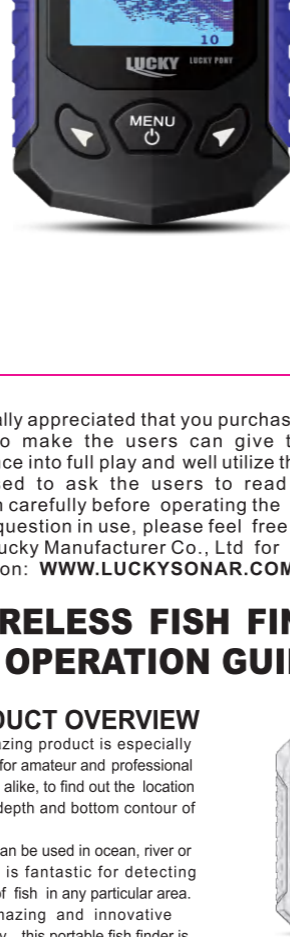 10
LUCKY LUCKY PONY
MENU
ally appreciated that you purchas
o make the users can give t
ce into full play and well utilize th
sed to ask the users to read
n carefully before operating the
question in use, please feel free
ucky Manufacturer Co., Ltd for
on: WWW.LUCKYSONAR.COM
RELESS FISH FIN
OPERATION GUI
DUCT OVERVIEW
azing product is especially
for amateur and professional
alike, to find out the location
depth and bottom contour of
an be used in ocean, river or
is fantastic for detecting
of fish in any particular area.
mazing and innovative
y, this portable fish finder is